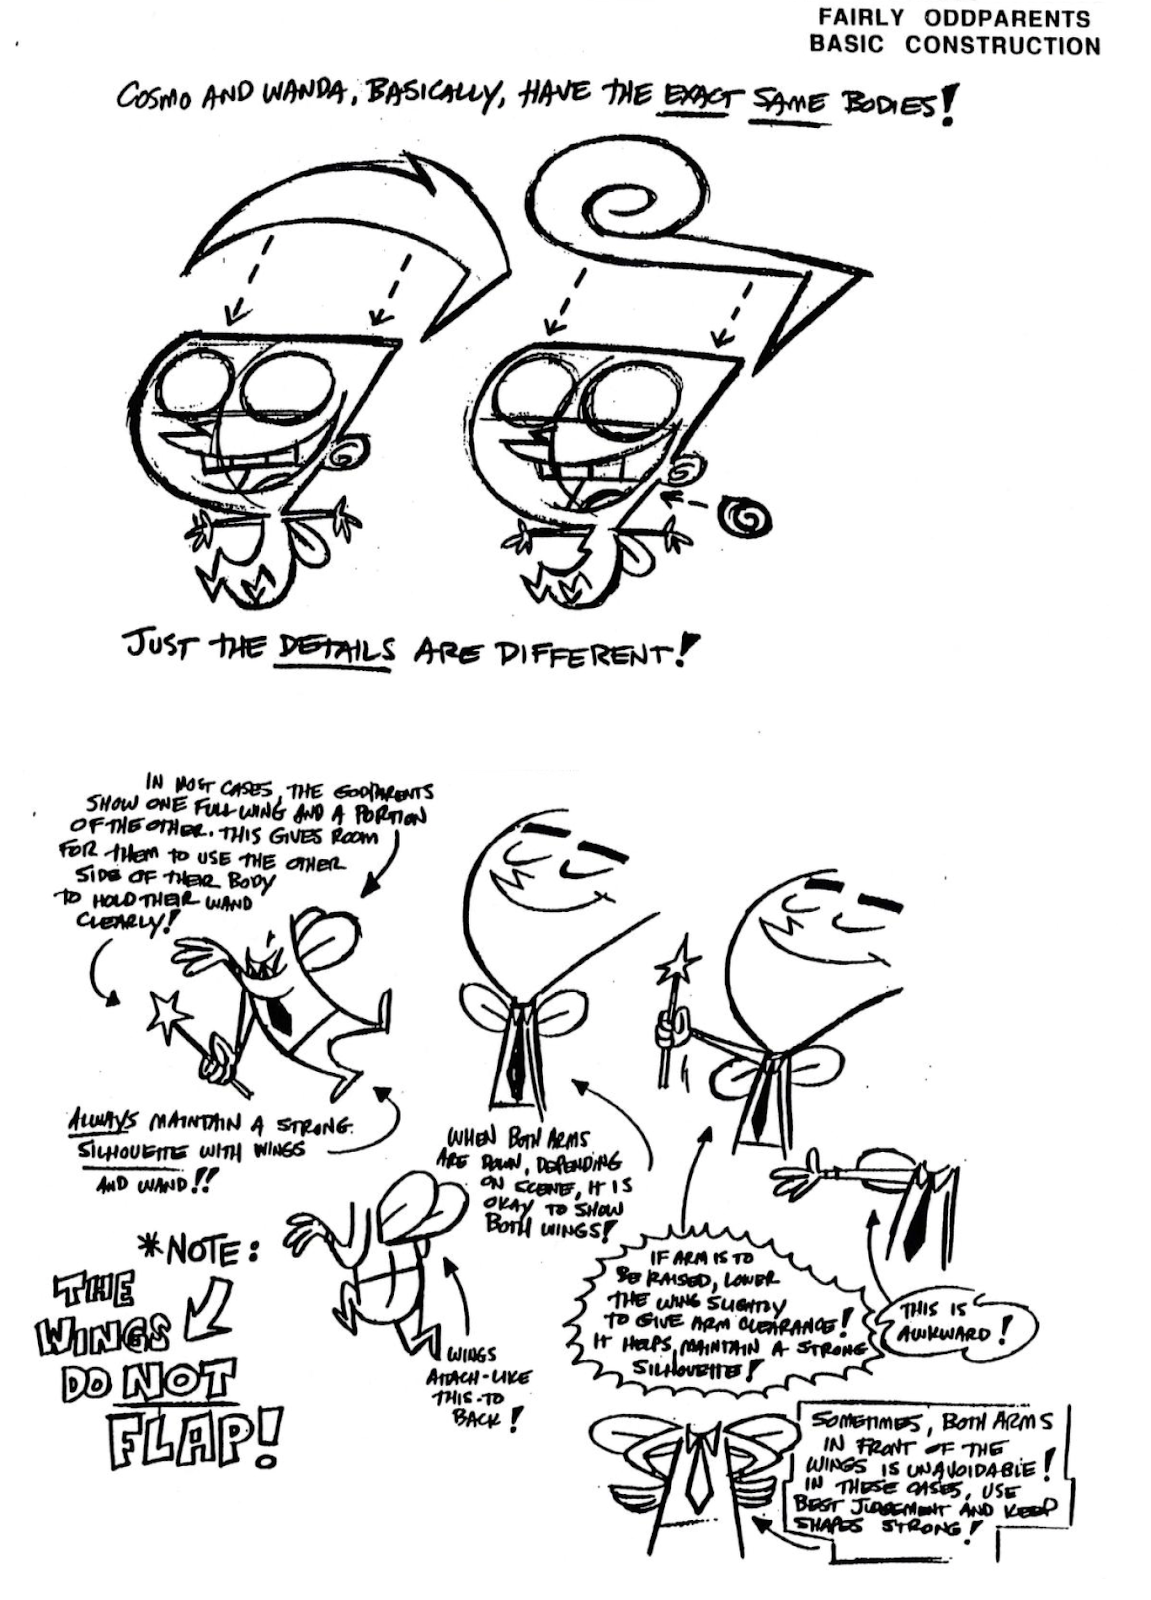 FAIRLY ODDPARENTS
BASIC CONSTRUCTION
COSMO AND WANDA, BASICALLY, HAVE THE EXACT SAME BODIES!
JUST THE DETAILS ARE DIFFERENT!
IN MOST CASES, THE GODPARENTS
SHOW ONE FULL WING AND A PORTION
OF THE OTHER. THIS GIVES ROOM
FOR THEM TO USE THE OTHER
SIDE OF THEIR BODY
TO HOLD THEIR WAND
CLEARLY!
ALWAYS MAINTAIN A STRONG
SILHOUETTE WITH WINGS
AND WAND!!
WHEN BOTH ARMS
ARE DOWN, DEPENDING
ON SCENE, IT IS
OKAY TO SHOW
BOTH WINGS!
*NOTE:
THE
WINGS
DO NOT
FLAP!
WINGS
ATTACH-LIKE
THIS-TO
BACK!
IF ARM IS TO
BE RAISED, LOWER
THE WING SLIGHTLY
TO GIVE ARM CLEARANCE!
IT HELPS MAINTAIN A STRONG
SILHOUETTE!
THIS IS
AWKWARD!
SOMETIMES, BOTH ARMS
IN FRONT OF THE
WINGS IS UNAVOIDABLE!
IN THESE CASES, USE
BEST JUDGEMENT AND KEEP
SHAPES STRONG!